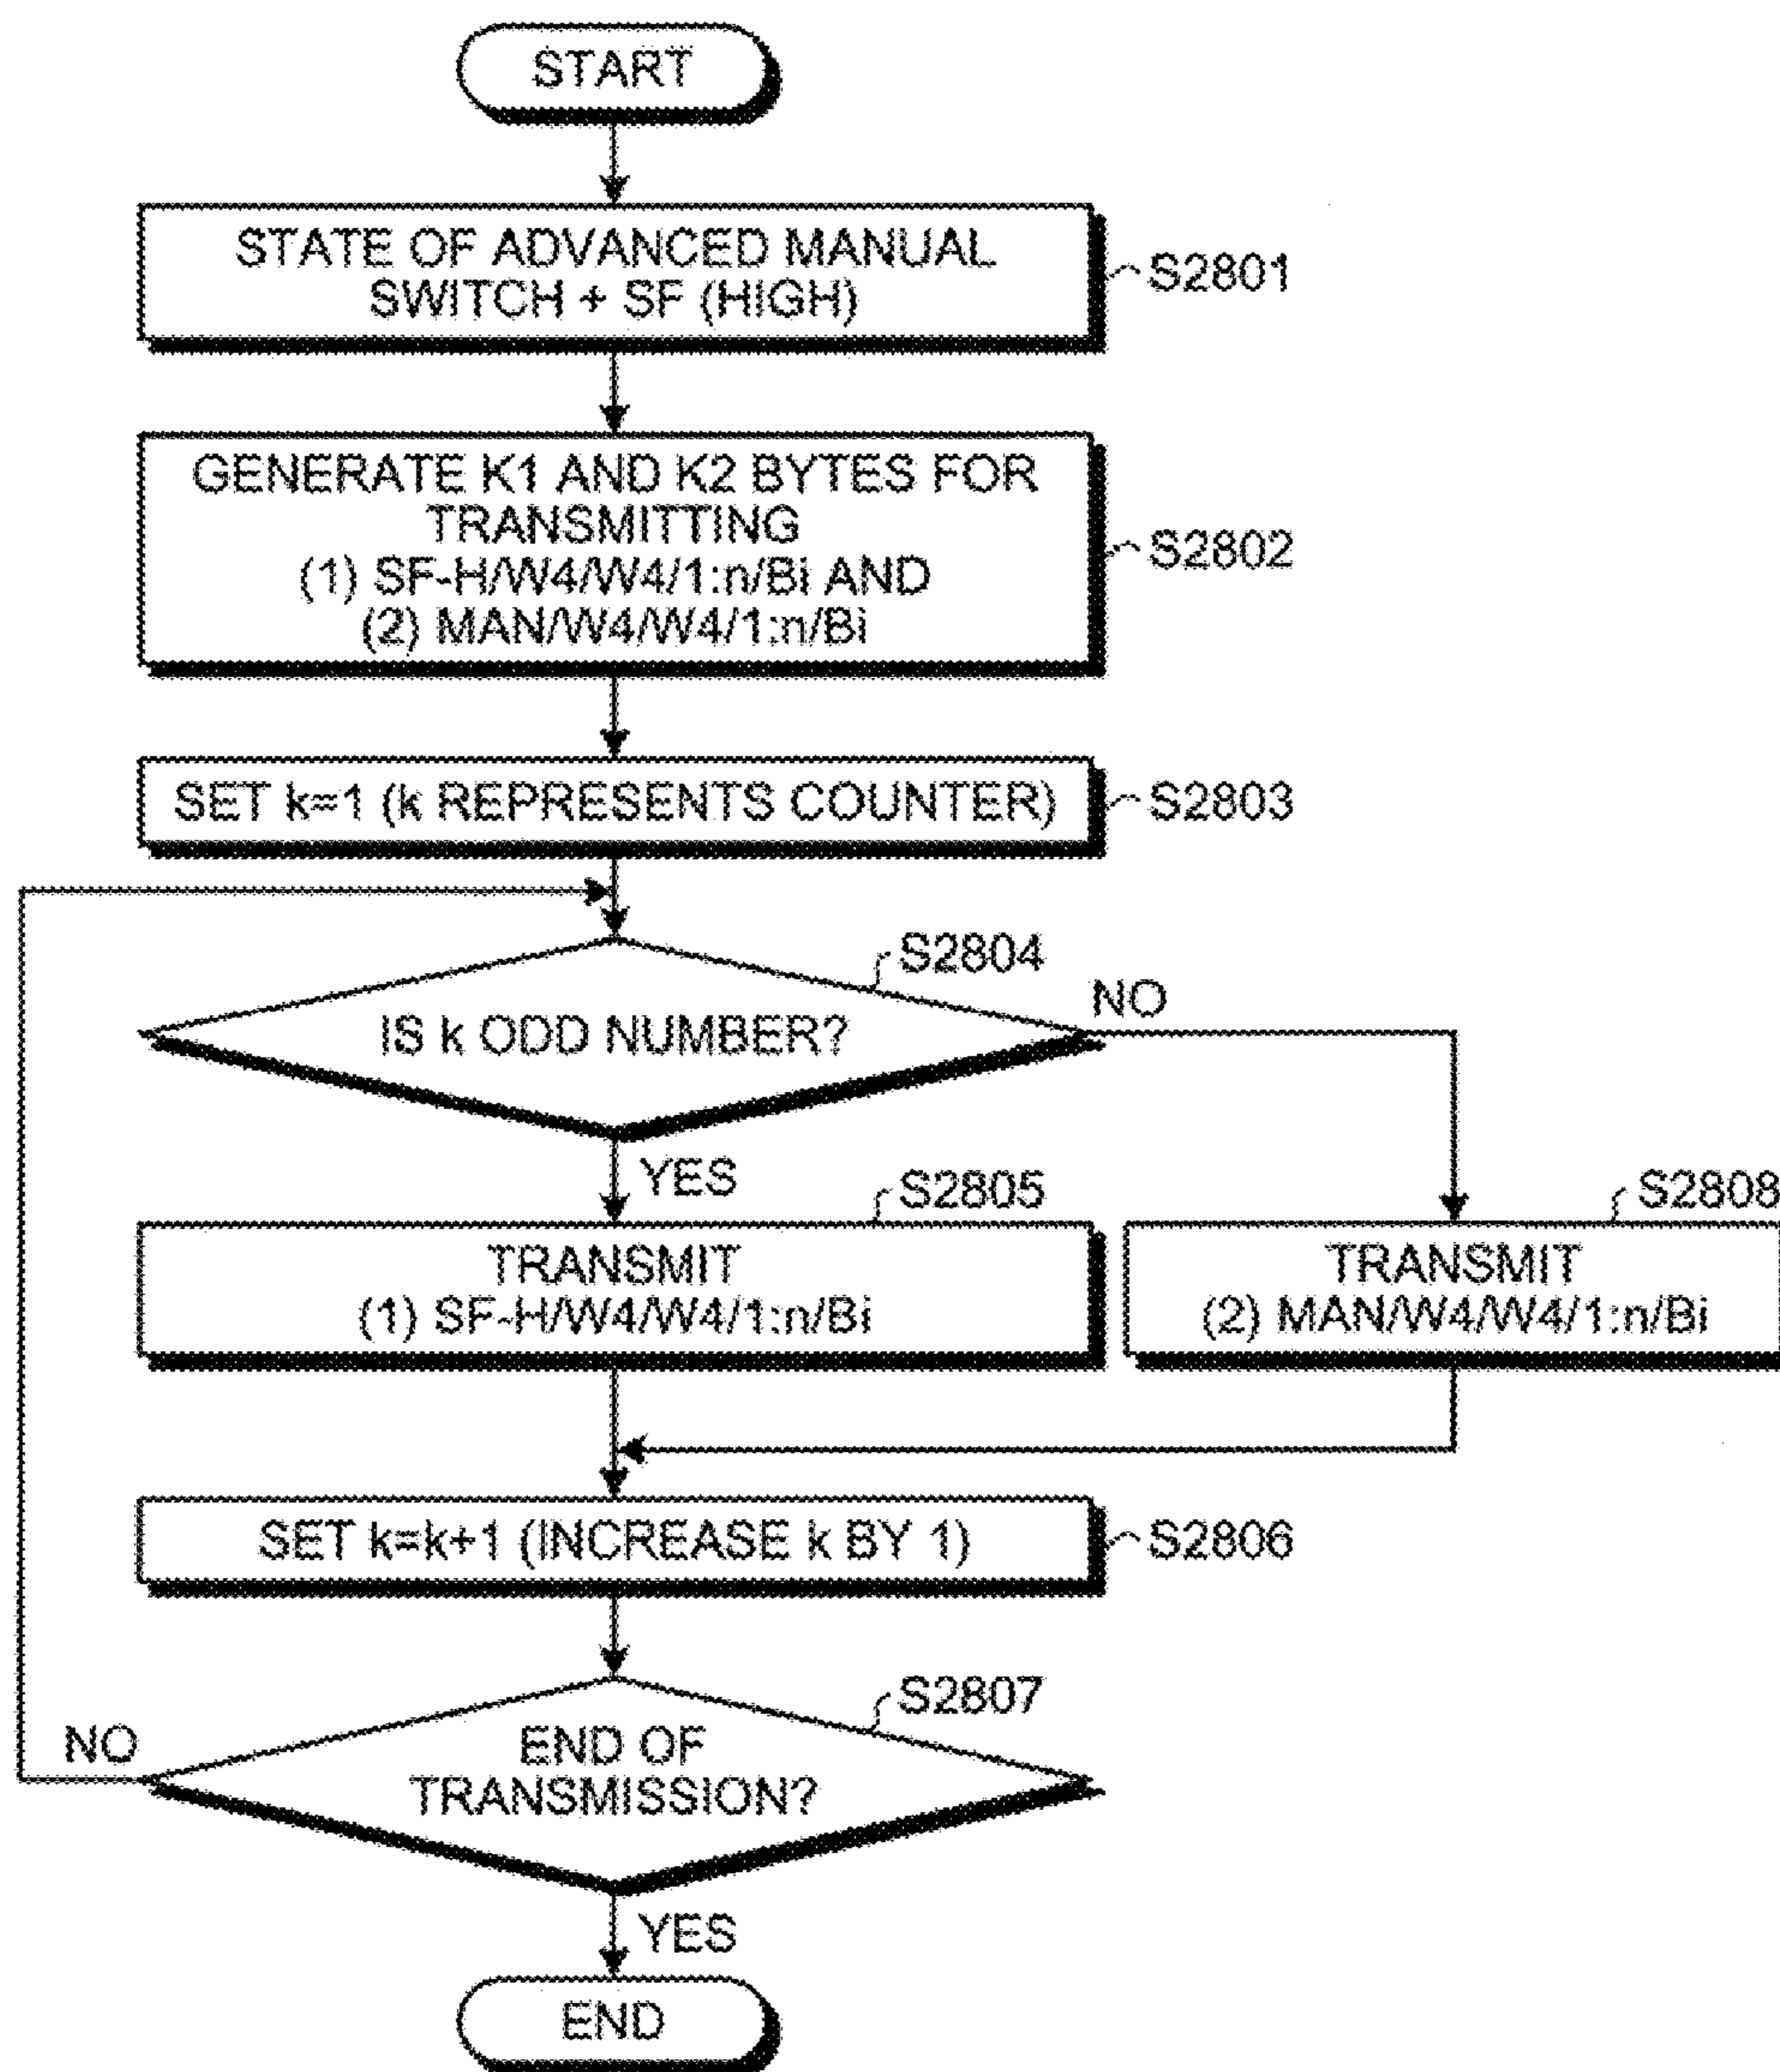 START
STATE OF ADVANCED MANUAL
SWITCH + SF (HIGH)
S2801
GENERATE K1 AND K2 BYTES FOR
TRANSMITTING
(1) SF-H/W4/W4/1:n/Bi AND
(2) MAN/W4/W4/1:n/Bi
S2802
SET k=1 (k REPRESENTS COUNTER)
S2803
S2804
IS k ODD NUMBER?
NO
YES
S2805
TRANSMIT
(1) SF-H/W4/W4/1:n/Bi
S2808
TRANSMIT
(2) MAN/W4/W4/1:n/Bi
SET k=k+1 (INCREASE k BY 1)
S2806
S2807
END OF
TRANSMISSION?
NO
YES
END